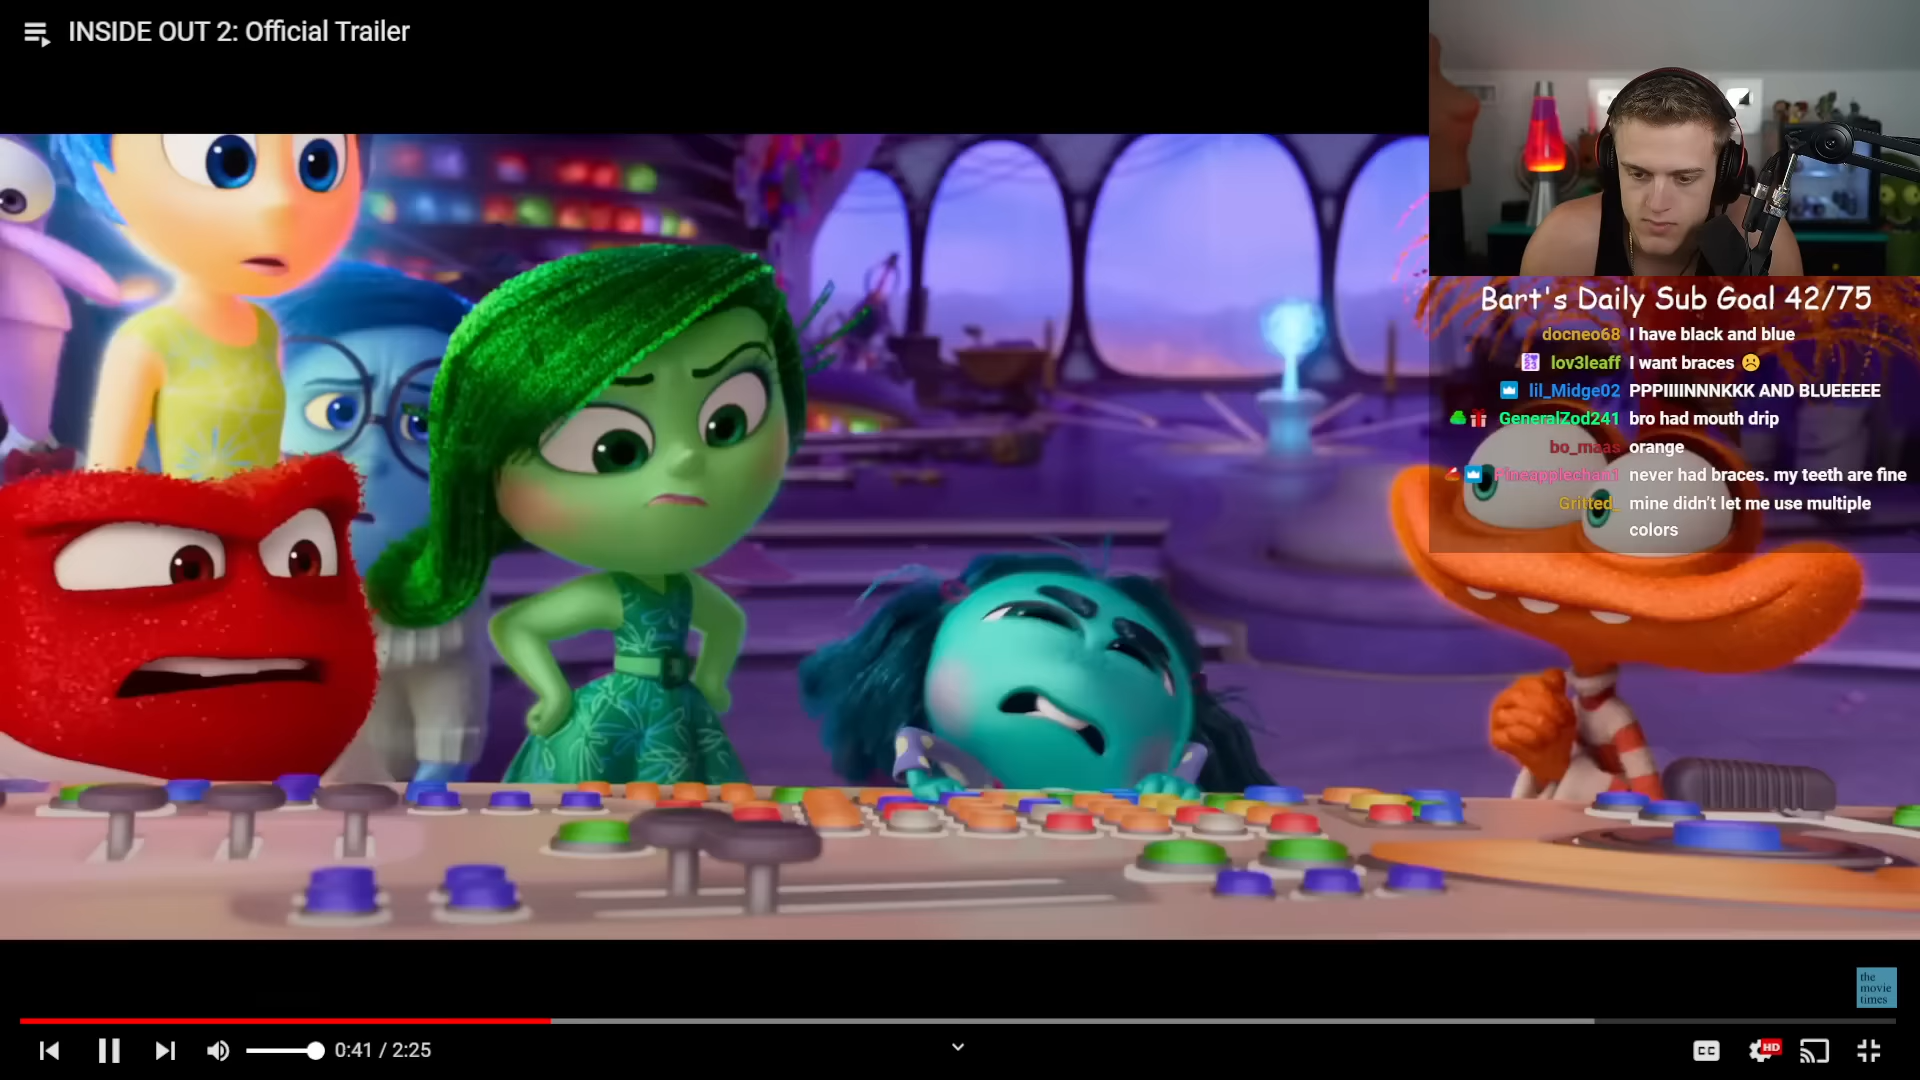 INSIDE OUT 2: Official Trailer
Bart's Daily Sub Goal 42/75
docneo68 I have black and blue
lov3leaff I want braces
lil_Midge02 PPPIIIINNNKKK AND BLUEEEEE
GeneralZod241 bro had mouth drip
bo_maas orange
never had braces. my teeth are fine
Gritted_ mine didn't let me use multiple
colors
the
movie
times
0:41 / 2:25
CC
HD